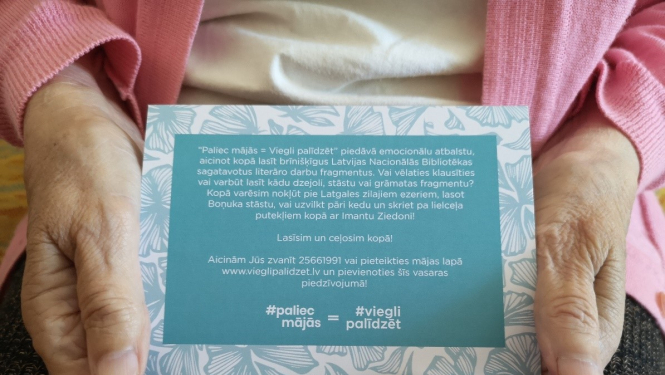 "Paliec mājās = Viegli palīdzēt" piedāvā emocionālu atbalstu,
aicinot kopā lasīt brīnišķīgus Latvijas Nacionālās Bibliotēkas
sagatavotus literāro darbu fragmentus. Vai vēlaties klausīties
vai varbūt lasīt kādu dzejoli, stāstu vai grāmatas fragmentu?
Kopā varēsim nokļūt pie Latgales zilajiem ezeriem, lasot
Boņuka stāstu, vai uzvilkt pāri kedu un skriet pa lielceļa
putekļiem kopā ar Imantu Ziedoni!
Lasīsim un ceļosim kopā!
Aicinām Jūs zvanīt 25661991 vai pieteikties mājas lapā
www.vieglipalidzet.lv un pievienoties šīs vasaras
piedzīvojumā!
#paliec mājās = #viegli palīdzēt